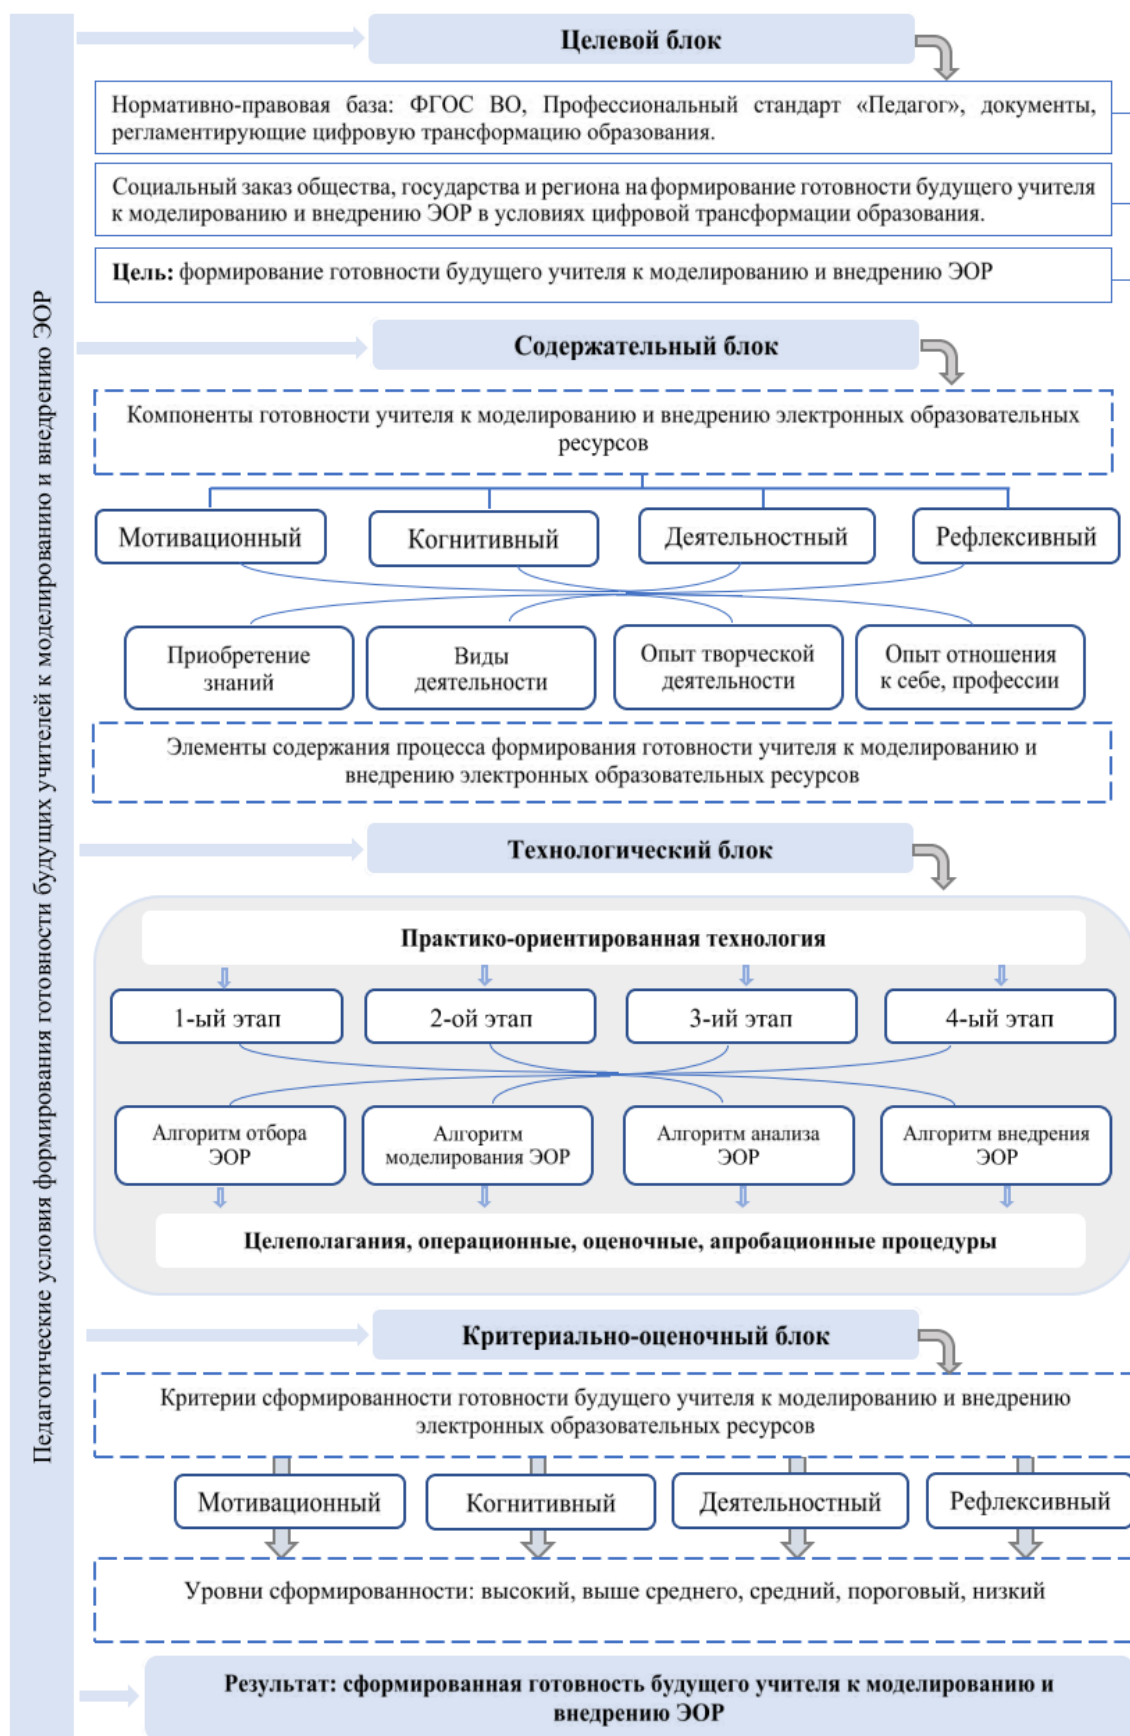 Педагогические условия формирования готовности будущих учителей к моделированию и внедрению ЭОР
Целевой блок
Нормативно-правовая база: ФГОС ВО, Профессиональный стандарт «Педагог», документы,
регламентирующие цифровую трансформацию образования.
Социальный заказ общества, государства и региона на формирование готовности будущего учителя
к моделированию и внедрению ЭОР в условиях цифровой трансформации образования.
Цель: формирование готовности будущего учителя к моделированию и внедрению ЭОР
Содержательный блок
Компоненты готовности учителя к моделированию и внедрению электронных образовательных
ресурсов
Мотивационный
Когнитивный
Деятельностный
Рефлексивный
Приобретение
знаний
Виды
деятельности
Опыт творческой
деятельности
Опыт отношения
к себе, профессии
Элементы содержания процесса формирования готовности учителя к моделированию и
внедрению электронных образовательных ресурсов
Технологический блок
Практико-ориентированная технология
1-ый этап
2-ой этап
3-ий этап
4-ый этап
Алгоритм отбора
ЭОР
Алгоритм
моделирования ЭОР
Алгоритм анализа
ЭОР
Алгоритм внедрения
ЭОР
Целеполагания, операционные, оценочные, апробационные процедуры
Критериально-оценочный блок
Критерии сформированности готовности будущего учителя к моделированию и внедрению
электронных образовательных ресурсов
Мотивационный
Когнитивный
Деятельностный
Рефлексивный
Уровни сформированности: высокий, выше среднего, средний, пороговый, низкий
Результат: сформированная готовность будущего учителя к моделированию и
внедрению ЭОР